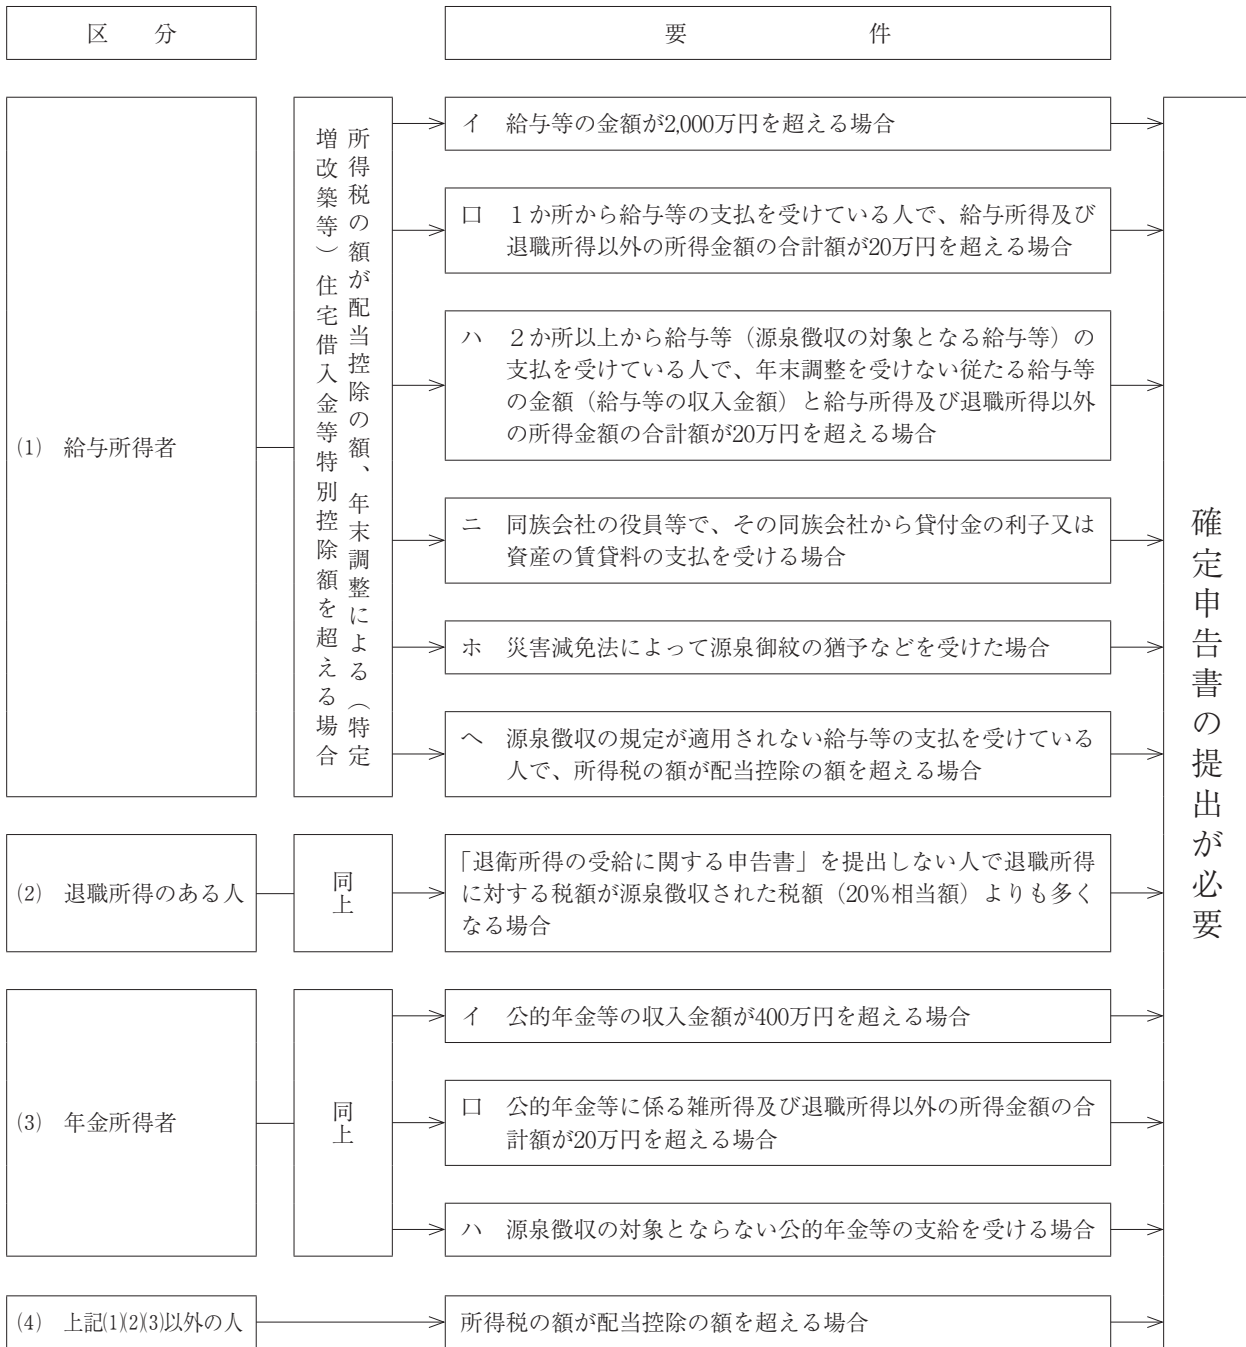 区　分
要　件
(1)　給与所得者
所得税の額が配当控除の額、年末調整による（特定
増改築等）住宅借入金等特別控除額を超える場合
イ　給与等の金額が2,000万円を超える場合
ロ　１か所から給与等の支払を受けている人で、給与所得及び
退職所得以外の所得金額の合計額が20万円を超える場合
ハ　２か所以上から給与等（源泉徴収の対象となる給与等）の
支払を受けている人で、年末調整を受けない従たる給与等
の金額（給与等の収入金額）と給与所得及び退職所得以外
の所得金額の合計額が20万円を超える場合
ニ　同族会社の役員等で、その同族会社から貸付金の利子又は
資産の賃貸料の支払を受ける場合
ホ　災害減免法によって源泉御紋の猶予などを受けた場合
ヘ　源泉徴収の規定が適用されない給与等の支払を受けている
人で、所得税の額が配当控除の額を超える場合
(2)　退職所得のある人
同上
「退衛所得の受給に関する申告書」を提出しない人で退職所得
に対する税額が源泉徴収された税額（20％相当額）よりも多く
なる場合
(3)　年金所得者
同上
イ　公的年金等の収入金額が400万円を超える場合
ロ　公的年金等に係る雑所得及び退職所得以外の所得金額の合
計額が20万円を超える場合
ハ　源泉徴収の対象とならない公的年金等の支給を受ける場合
(4)　上記(1)(2)(3)以外の人
所得税の額が配当控除の額を超える場合
確定申告書の提出が必要